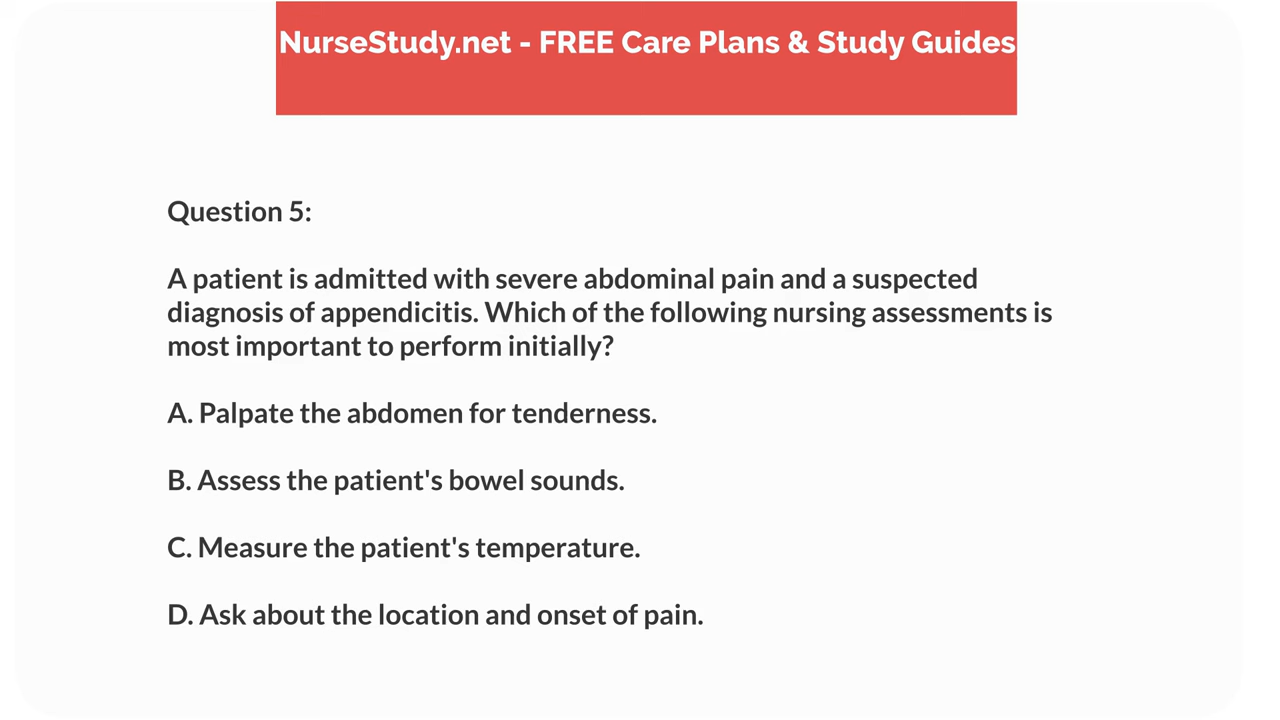 NurseStudy.net - FREE Care Plans & Study Guides
Question 5:
A patient is admitted with severe abdominal pain and a suspected
diagnosis of appendicitis. Which of the following nursing assessments is
most important to perform initially?
A. Palpate the abdomen for tenderness.
B. Assess the patient's bowel sounds.
C. Measure the patient's temperature.
D. Ask about the location and onset of pain.